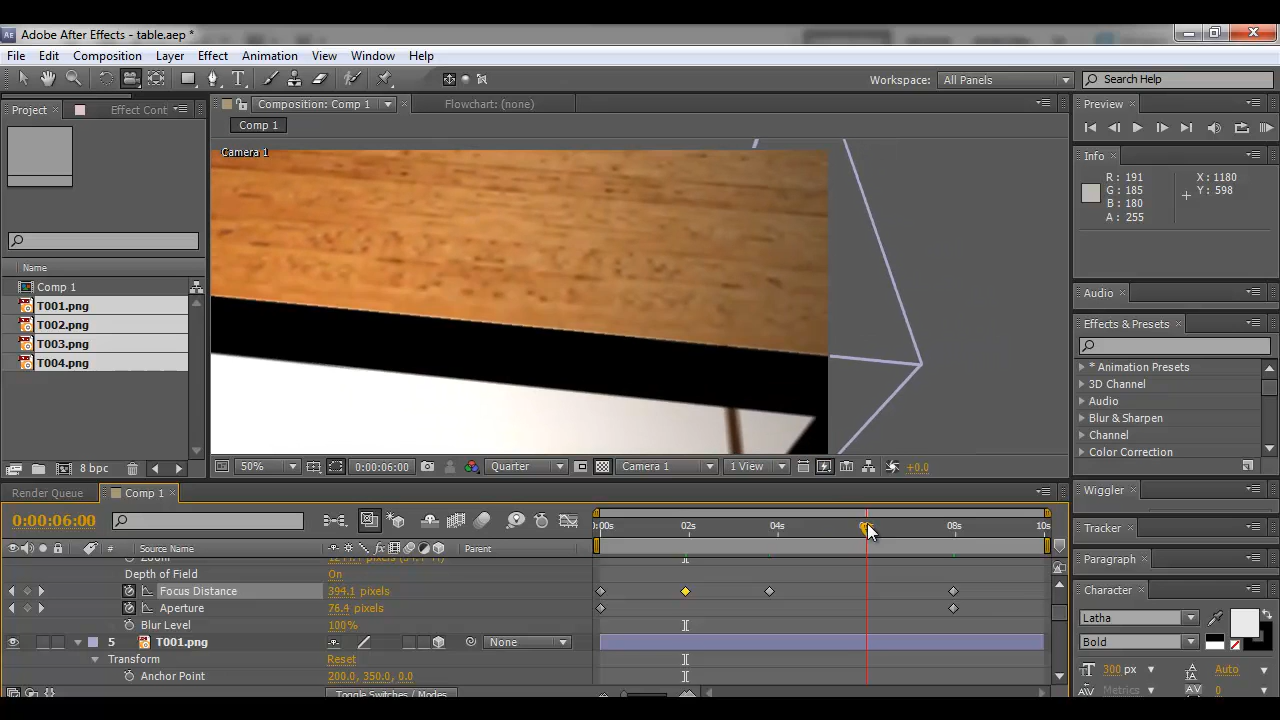 Adobe After Effects - table.aep *
File Edit Composition Layer Effect Animation View Window Help
Workspace: All Panels Search Help
Project Effect Cont Composition: Comp 1 Flowchart: (none) Preview
Comp 1
Camera 1
Info
R : 191
G : 185
B : 180
A : 255
X : 1180
Y : 598
Name
Comp 1
T001.png
T002.png
T003.png
T004.png
Audio
Effects & Presets
* Animation Presets
3D Channel
Audio
Blur & Sharpen
Channel
Color Correction
8 bpc 50% 0:00:06:00 Quarter Camera 1 1 View +0.0
Render Queue Comp 1
Wiggler
0:00:06:00
02s 04s 08s 10s
Tracker
# Source Name Parent
Paragraph
Depth of Field On
Focus Distance 394.1 pixels
Aperture 76.4 pixels
Blur Level 100%
5 T001.png None
Transform Reset
Anchor Point 200.0, 350.0, 0.0
Toggle Switches / Modes
Character
Latha
Bold
300 px Auto
Metrics 0